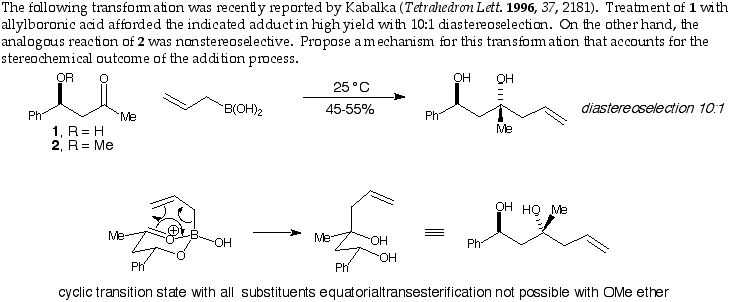 The following transformation was recently reported by Kabalka (Tetrahedron Lett. 1996, 37, 2181). Treatment of 1 with
allylboronic acid afforded the indicated adduct in high yield with 10:1 diastereoselection. On the other hand, the
analogous reaction of 2 was nonstereoselective. Propose a mechanism for this transformation that accounts for the
stereochemical outcome of the addition process.
OR O
Ph Me
1, R = H
2, R = Me
B(OH)2
25 °C
45-55%
OH OH
Ph Me
diastereoselection 10:1
Me O ⊕ B OH
O
Ph
Me OH
Ph OH
OH HO Me
Ph
cyclic transition state with all substituents equatorialtransesterification not possible with OMe ether